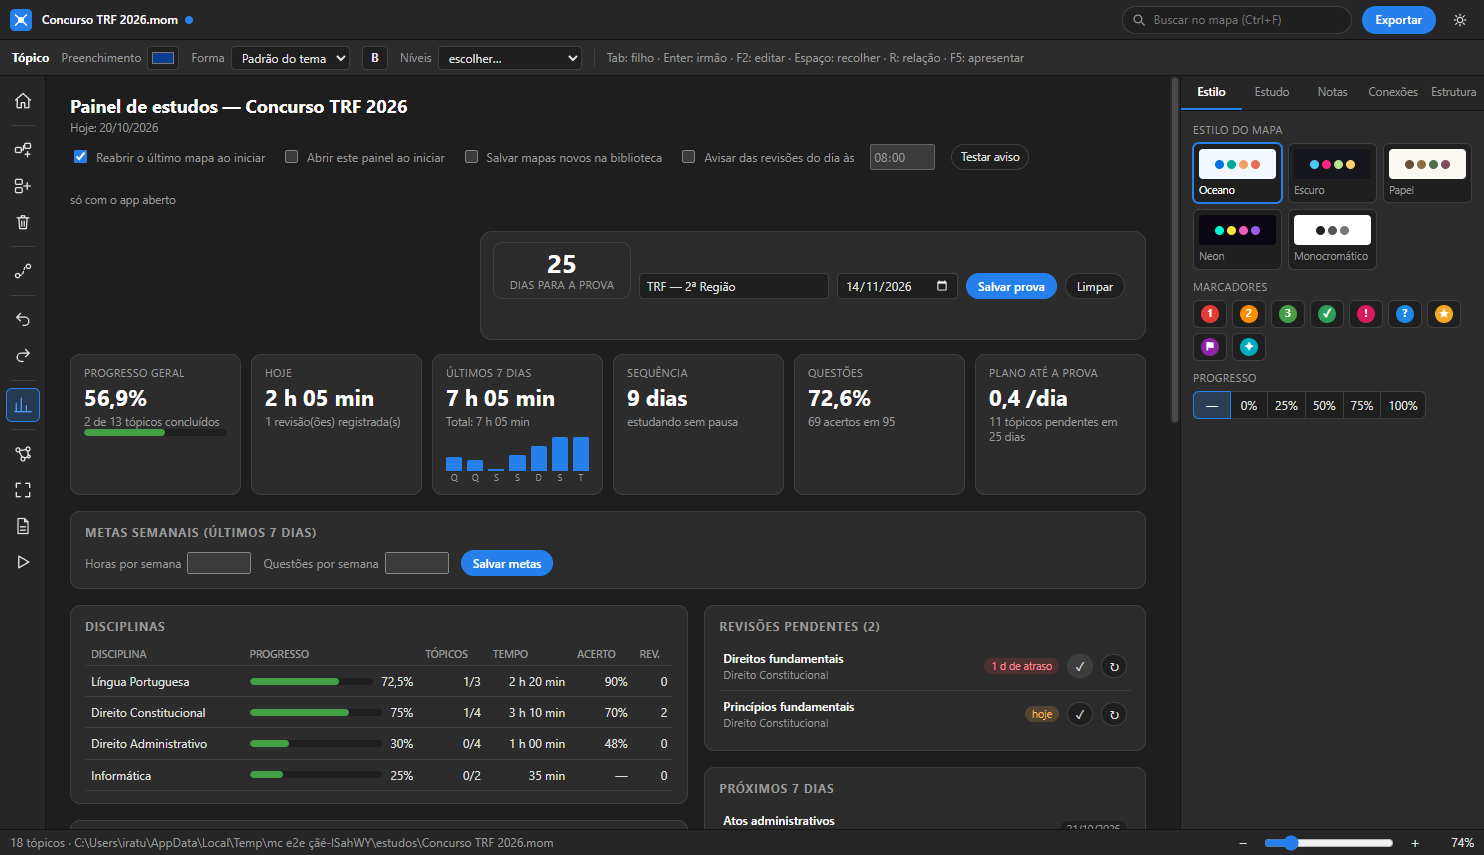 Concurso TRF 2026.mom
Buscar no mapa (Ctrl+F)
Exportar
Tópico
Preenchimento
Forma
Padrão do tema
B
Níveis
escolher...
Tab: filho · Enter: irmão · F2: editar · Espaço: recolher · R: relação · F5: apresentar
Painel de estudos — Concurso TRF 2026
Hoje: 20/10/2026
Reabrir o último mapa ao iniciar
Abrir este painel ao iniciar
Salvar mapas novos na biblioteca
Avisar das revisões do dia às
08:00
Testar aviso
só com o app aberto
25
DIAS PARA A PROVA
TRF — 2ª Região
14/11/2026
Salvar prova
Limpar
PROGRESSO GERAL
56,9%
2 de 13 tópicos concluídos
HOJE
2 h 05 min
1 revisão(ões) registrada(s)
ÚLTIMOS 7 DIAS
7 h 05 min
Total: 7 h 05 min
Q Q S S D S T
SEQUÊNCIA
9 dias
estudando sem pausa
QUESTÕES
72,6%
69 acertos em 95
PLANO ATÉ A PROVA
0,4 /dia
11 tópicos pendentes em
25 dias
METAS SEMANAIS (ÚLTIMOS 7 DIAS)
Horas por semana
Questões por semana
Salvar metas
DISCIPLINAS
DISCIPLINA PROGRESSO TÓPICOS TEMPO ACERTO REV.
Língua Portuguesa 72,5% 1/3 2 h 20 min 90% 0
Direito Constitucional 75% 1/4 3 h 10 min 70% 2
Direito Administrativo 30% 0/4 1 h 00 min 48% 0
Informática 25% 0/2 35 min — 0
REVISÕES PENDENTES (2)
Direitos fundamentais
Direito Constitucional
1 d de atraso
Princípios fundamentais
Direito Constitucional
hoje
PRÓXIMOS 7 DIAS
Atos administrativos
21/10/2026
Estilo
Estudo
Notas
Conexões
Estrutura
ESTILO DO MAPA
Oceano
Escuro
Papel
Neon
Monocromático
MARCADORES
1
2
3
✓
!
?
PROGRESSO
— 0% 25% 50% 75% 100%
18 tópicos · C:\Users\iratu\AppData\Local\Temp\mc e2e çãé-ISahWY\estudos\Concurso TRF 2026.mom
− + 74%